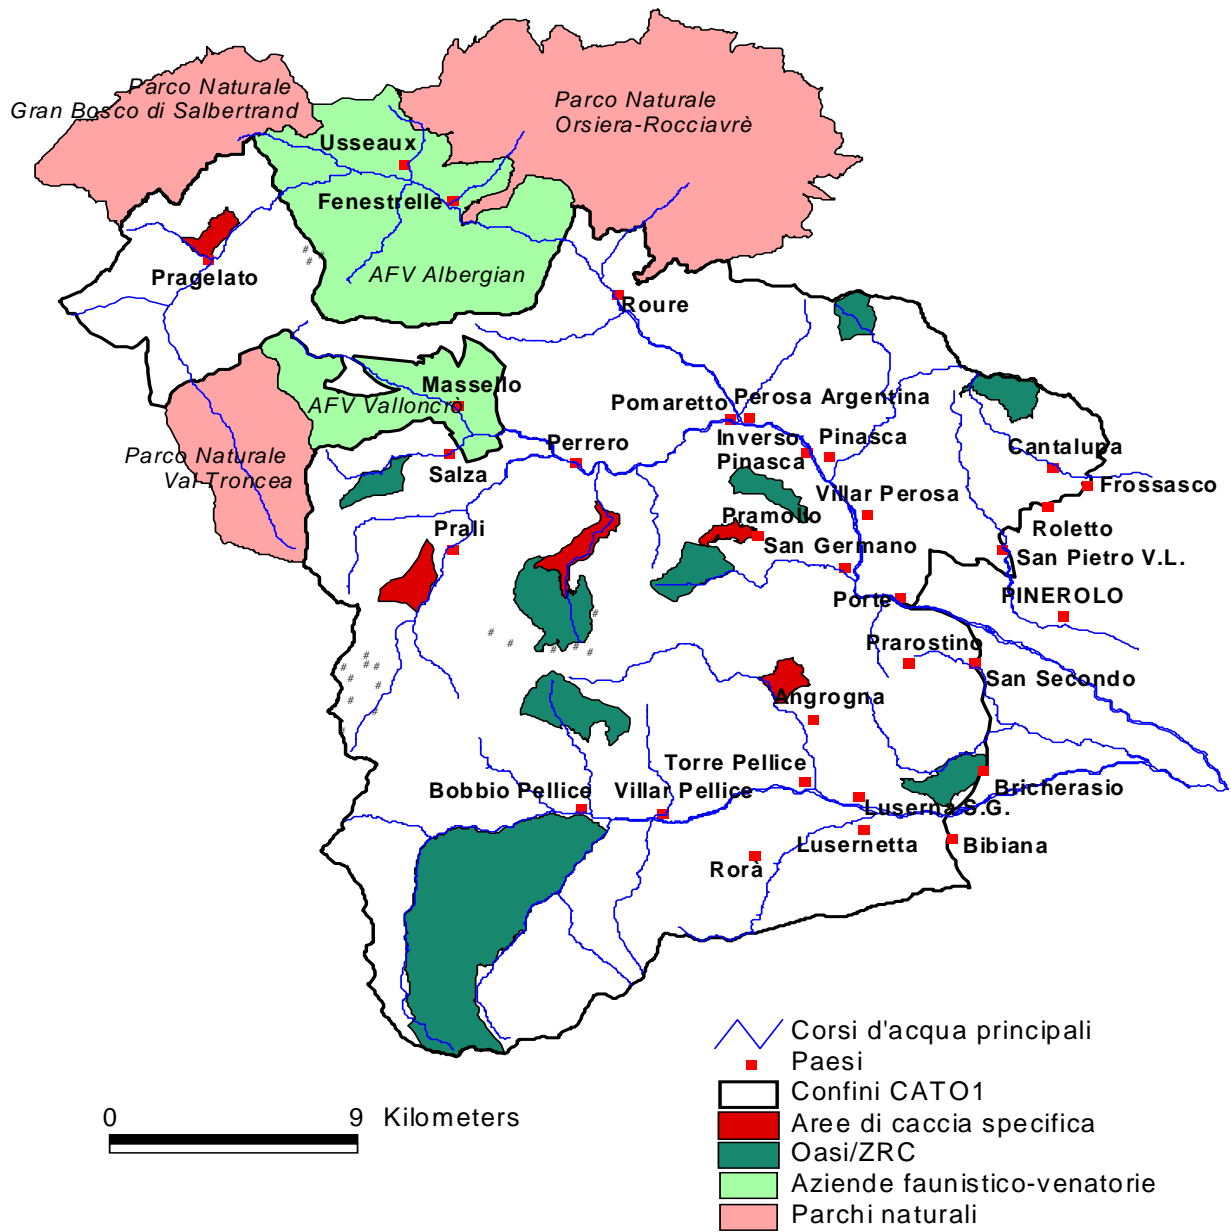 Parco Naturale
Gran Bosco di Salbertrand
Parco Naturale
Orsiera-Rocciavrè
Usseaux
Fenestrelle
AFV Albergian
Pragelato
Roure
Massello
AFV Valloncrò
Pomaretto
Perosa Argentina
Inverso
Pinasca
Pinasca
Perrero
Cantalupa
Parco Naturale
Val Troncea
Salza
Frossasco
Villar Perosa
Roletto
Prali
Pramollo
San Germano
San Pietro V.L.
Porte
PINEROLO
Prarostino
San Secondo
Angrogna
Torre Pellice
Bobbio Pellice
Villar Pellice
Bricherasio
Luserna S.G.
Lusernetta
Bibiana
Rorà
Corsi d'acqua principali
Paesi
Confini CATO1
0 9 Kilometers
Aree di caccia specifica
Oasi/ZRC
Aziende faunistico-venatorie
Parchi naturali